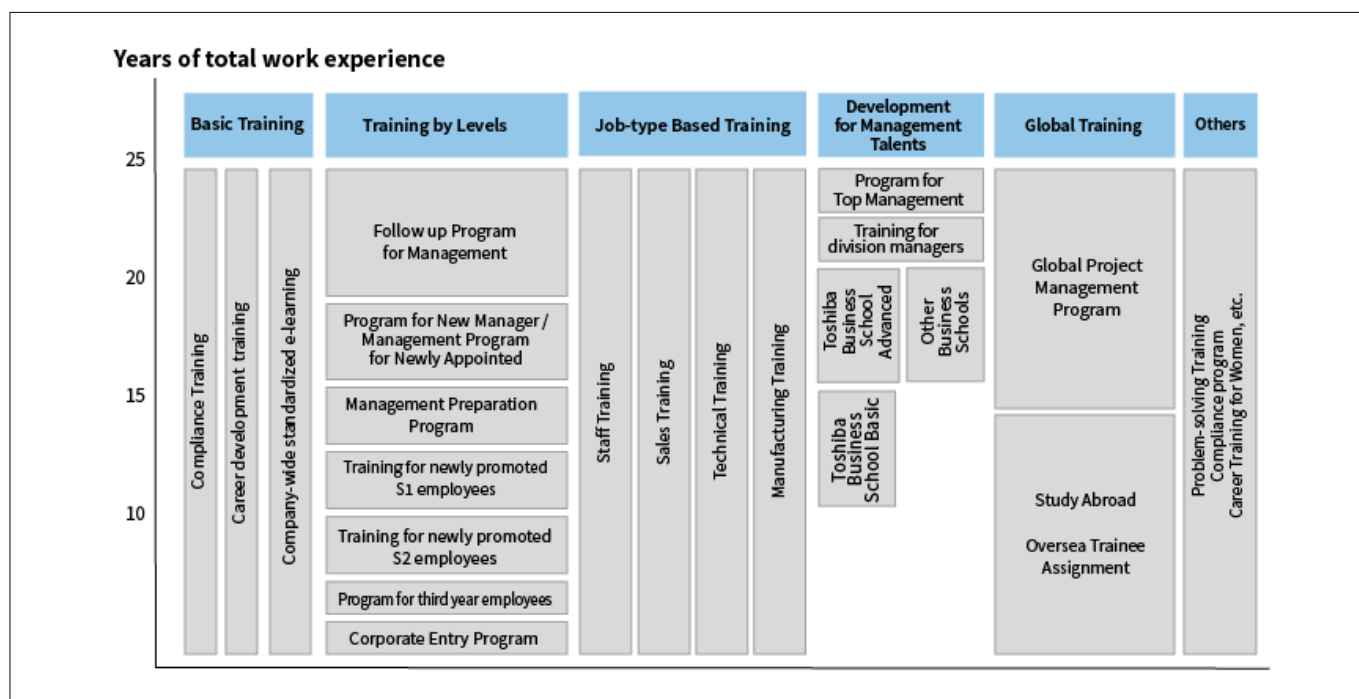 Years of total work experience
Basic Training
Training by Levels
Job-type Based Training
Development
for Management
Talents
Global Training
Others
25
20
15
10
Compliance Training
Career development training
Company-wide standardized e-learning
Follow up Program
for Management
Program for New Manager /
Management Program
for Newly Appointed
Management Preparation
Program
Training for newly promoted
S1 employees
Training for newly promoted
S2 employees
Program for third year employees
Corporate Entry Program
Staff Training
Sales Training
Technical Training
Manufacturing Training
Program for
Top Management
Training for
division managers
Toshiba
Business
School
Advanced
Other
Business
Schools
Toshiba
Business
School Basic
Global Project
Management
Program
Study Abroad
Oversea Trainee
Assignment
Problem-solving Training
Compliance program
Career Training for Women, etc.